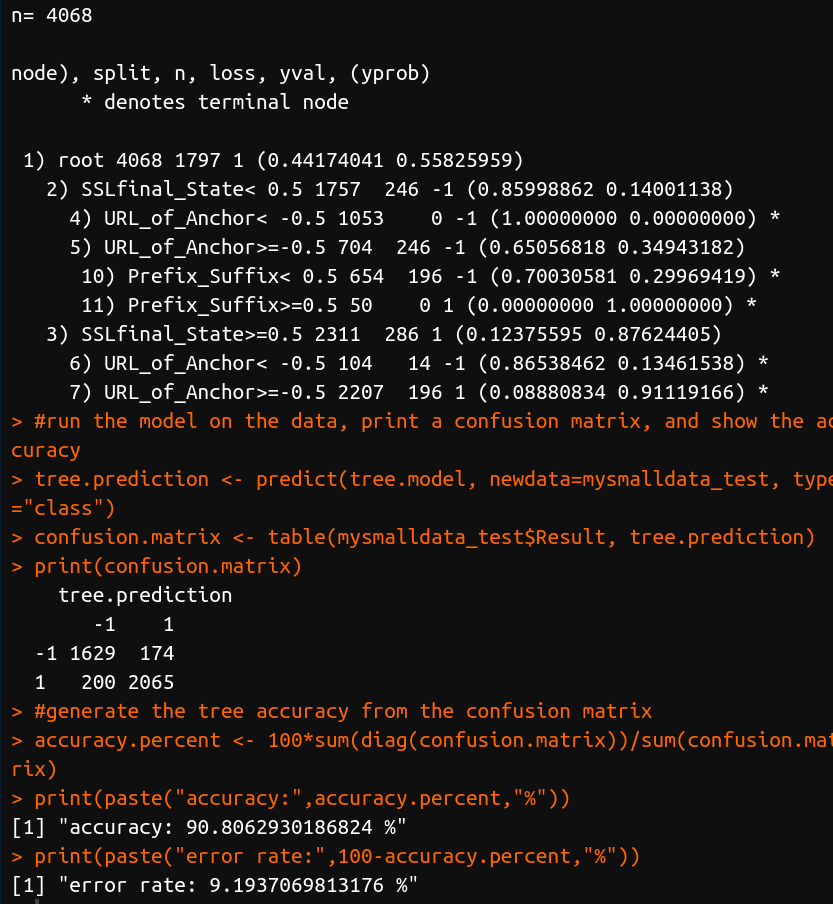 n= 4068
node), split, n, loss, yval, (yprob)
      * denotes terminal node
 1) root 4068 1797 1 (0.44174041 0.55825959)
   2) SSLfinal_State< 0.5 1757  246 -1 (0.85998862 0.14001138)
     4) URL_of_Anchor< -0.5 1053    0 -1 (1.00000000 0.00000000) *
     5) URL_of_Anchor>=-0.5 704  246 -1 (0.65056818 0.34943182)
      10) Prefix_Suffix< 0.5 654  196 -1 (0.70030581 0.29969419) *
      11) Prefix_Suffix>=0.5 50    0 1 (0.00000000 1.00000000) *
   3) SSLfinal_State>=0.5 2311  286 1 (0.12375595 0.87624405)
     6) URL_of_Anchor< -0.5 104   14 -1 (0.86538462 0.13461538) *
     7) URL_of_Anchor>=-0.5 2207  196 1 (0.08880834 0.91119166) *
> #run the model on the data, print a confusion matrix, and show the ac
curacy
> tree.prediction <- predict(tree.model, newdata=mysmalldata_test, type
="class")
> confusion.matrix <- table(mysmalldata_test$Result, tree.prediction)
> print(confusion.matrix)
    tree.prediction
       -1    1
  -1 1629  174
  1   200 2065
> #generate the tree accuracy from the confusion matrix
> accuracy.percent <- 100*sum(diag(confusion.matrix))/sum(confusion.mat
rix)
> print(paste("accuracy:",accuracy.percent,"%"))
[1] "accuracy: 90.8062930186824 %"
> print(paste("error rate:",100-accuracy.percent,"%"))
[1] "error rate: 9.1937069813176 %"